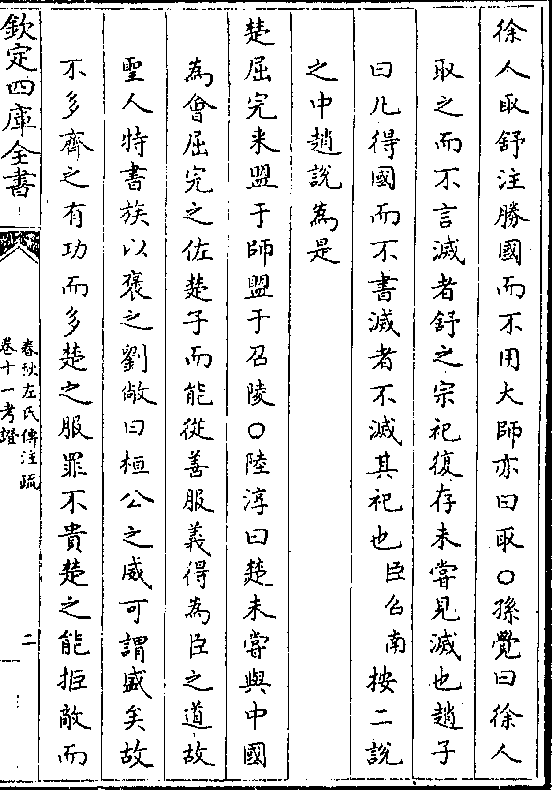 徐人取舒注勝國而不用大師亦曰取○孫覺曰徐人
取之而不言滅者舒之宗祀復存未嘗見滅也趙子
曰凡得國而不書滅者不滅其祀也臣召南按二說
之中趙說為是
楚屈完来盟于師盟于召陵○陸淳曰楚未嘗與中國
為會屈完之佐楚子而能從善服義得為臣之道故
聖人特書族以褒之劉敞曰桓公之威可謂盛矣故
不多齊之有功而多楚之服罪不貴楚之能拒敵而
欽定四庫全書
春秋左氏傳注疏
卷十一考證
二